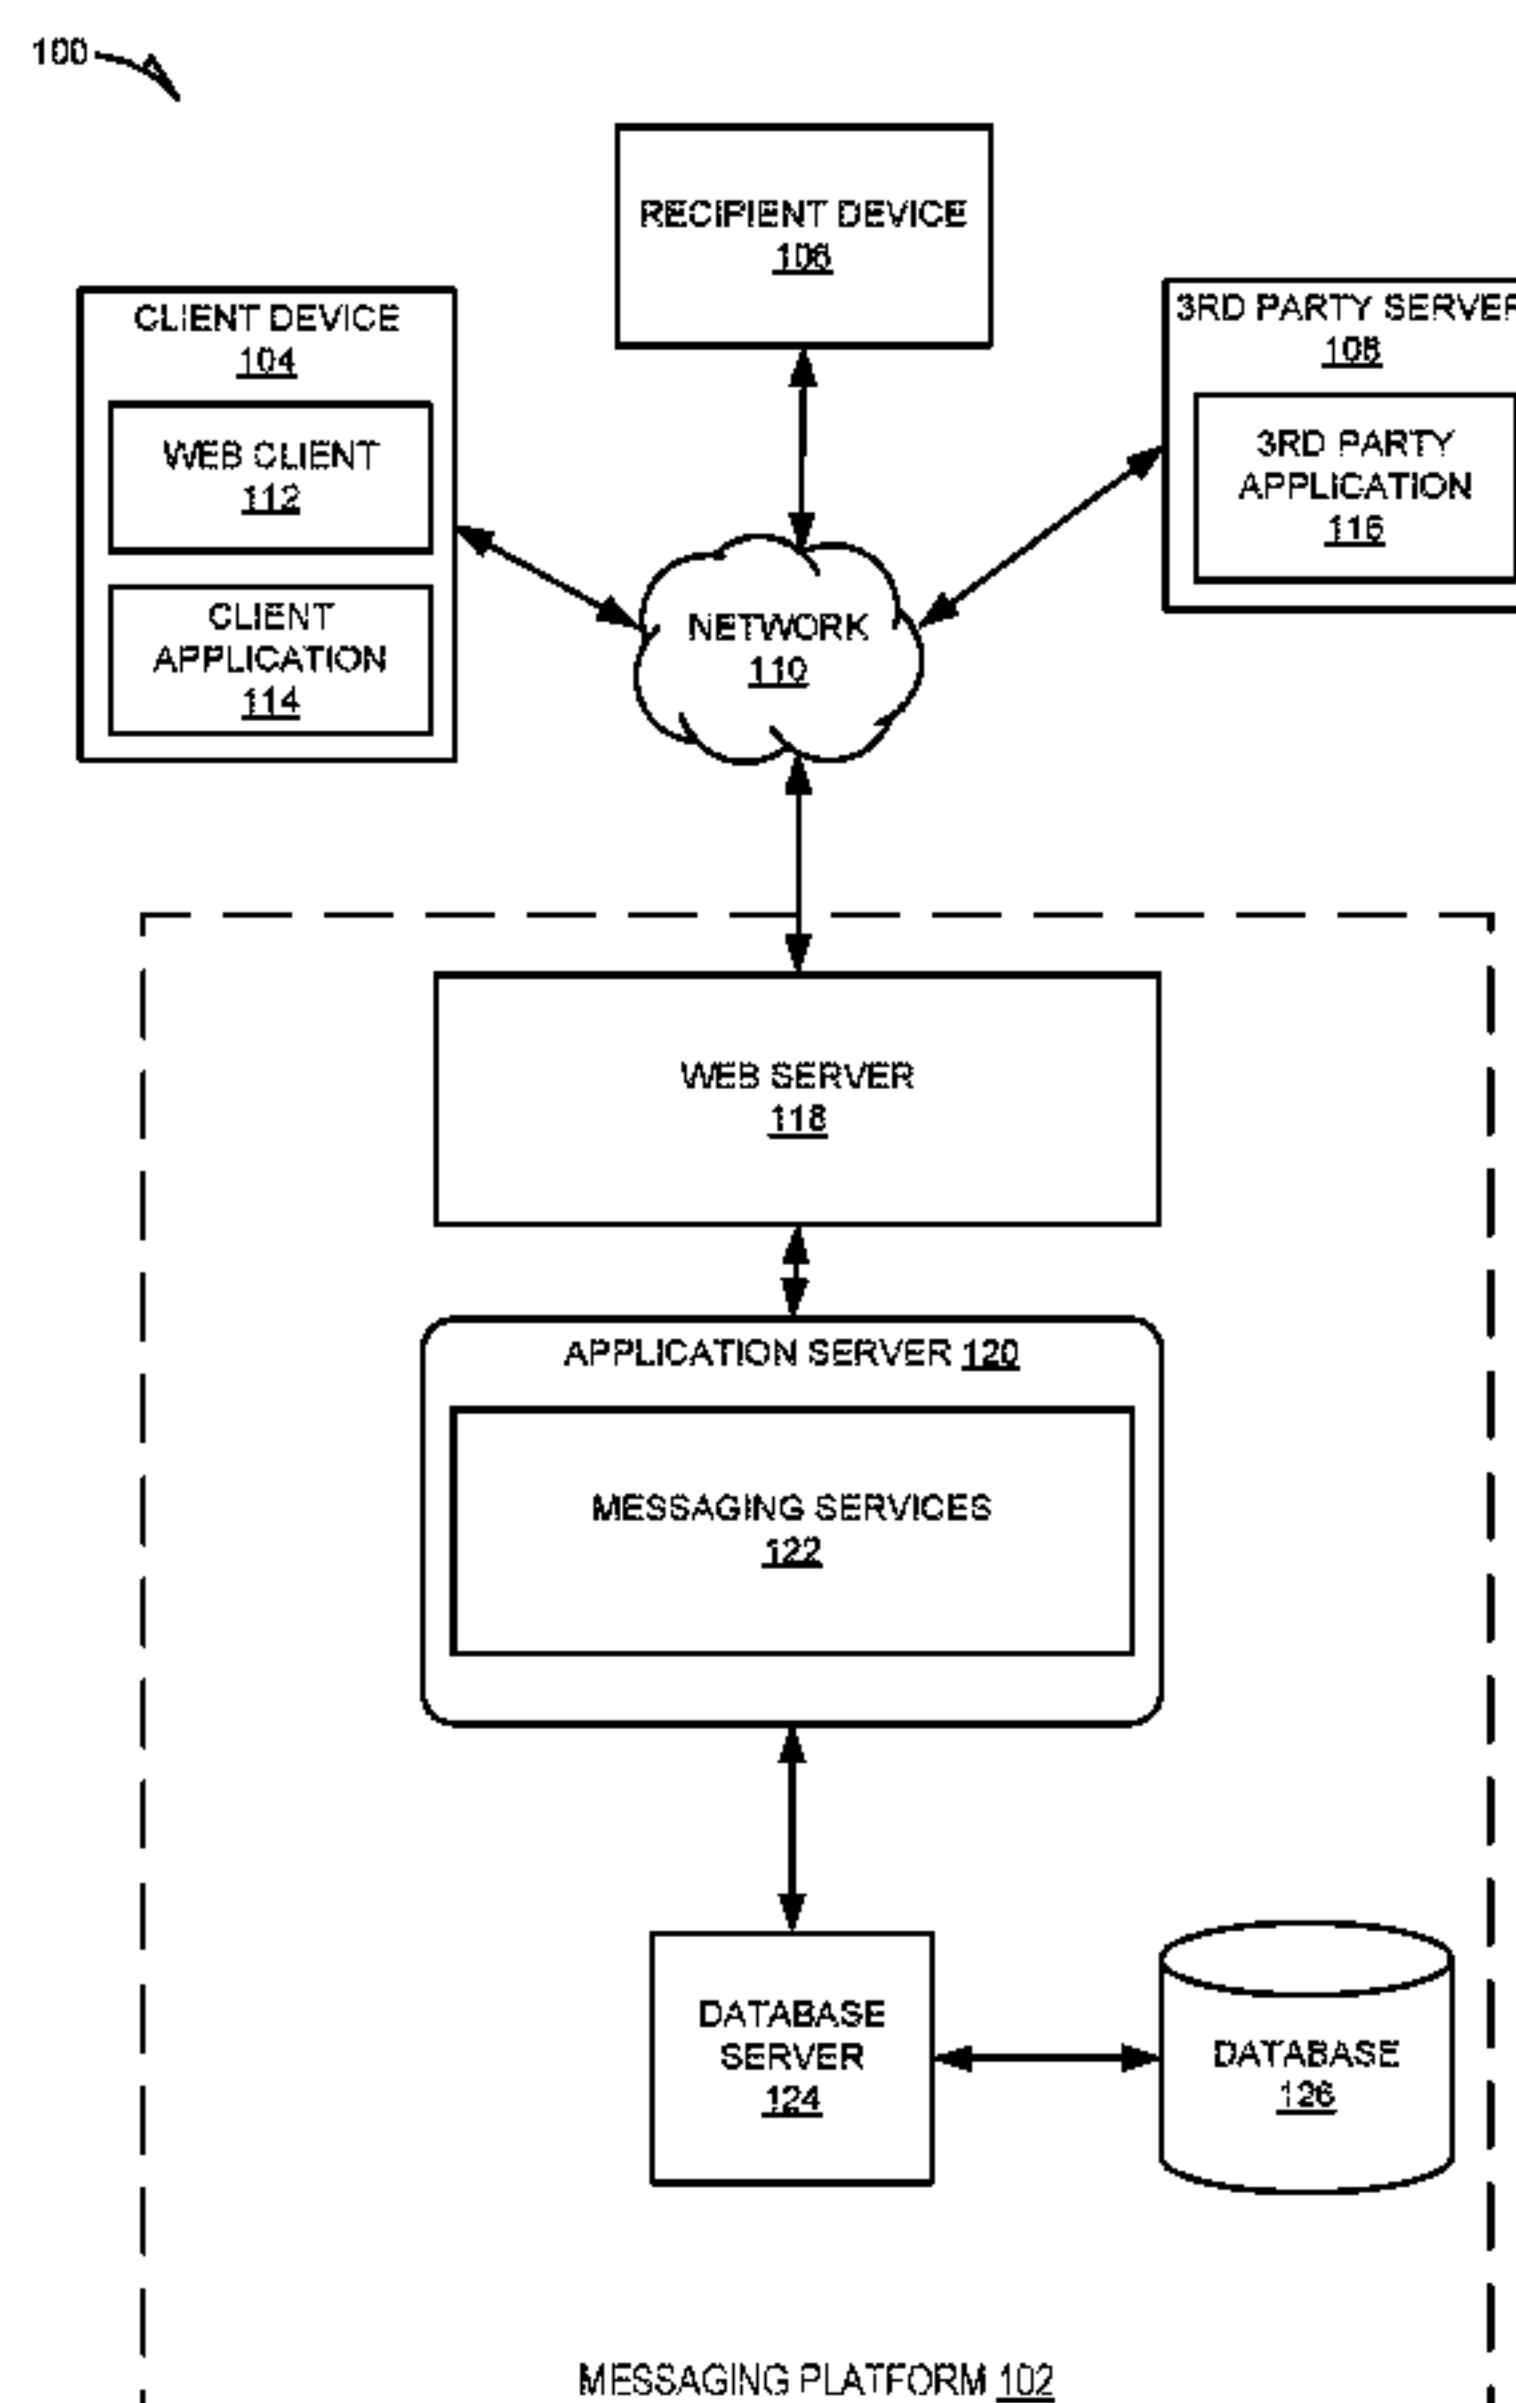 100
RECIPIENT DEVICE
106
CLIENT DEVICE
104
WEB CLIENT
112
CLIENT
APPLICATION
114
3RD PARTY SERVER
108
3RD PARTY
APPLICATION
116
NETWORK
110
WEB SERVER
118
APPLICATION SERVER 120
MESSAGING SERVICES
122
DATABASE
SERVER
124
DATABASE
126
MESSAGING PLATFORM 102